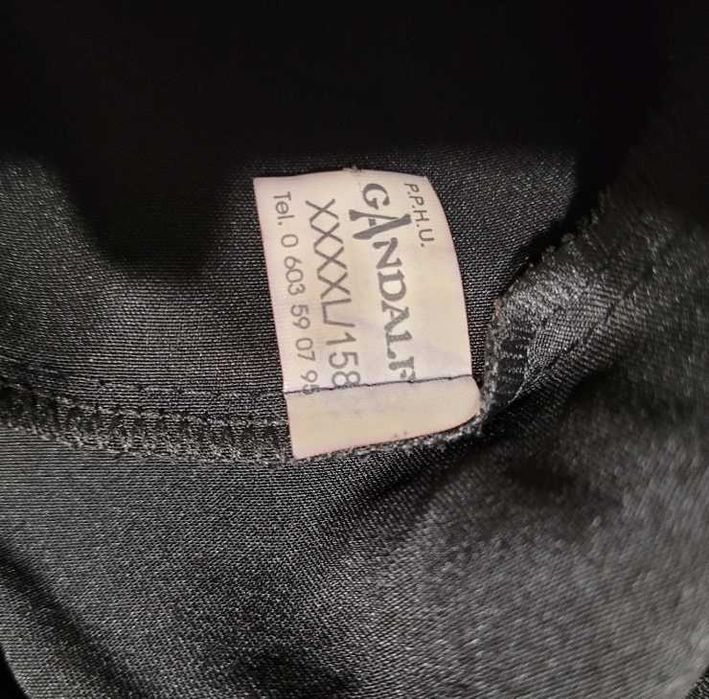 P.P.H.U.
GANDALF
XXXXL/158
Tel. 0 603 59 07 95